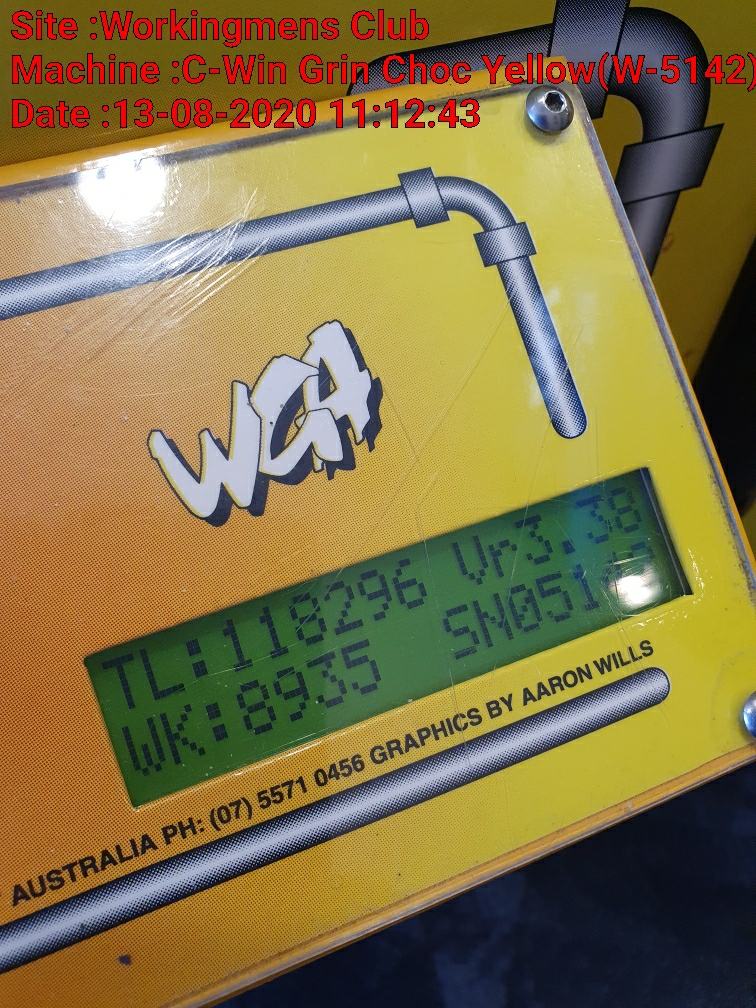 Site :Workingmens Club
Machine :C-Win Grin Choc Yellow(W-5142)
Date :13-08-2020 11:12:43
WGA
TL:118296 Vr3.38
WK:8935 SN051
AUSTRALIA PH: (07) 5571 0456 GRAPHICS BY AARON WILLS